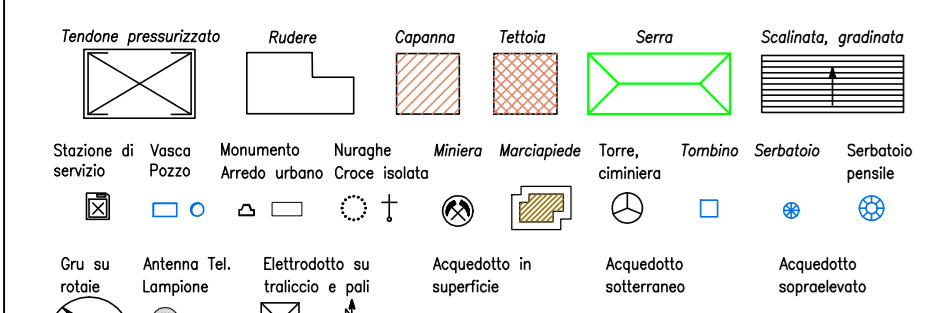 Tendone pressurizzato
Rudere
Capanna
Tettoia
Serra
Scalinata, gradinata
Stazione di
servizio
Vasca
Pozzo
Monumento
Arredo urbano
Nuraghe
Croce isolata
Miniera
Marciapiede
Torre,
ciminiera
Tombino
Serbatoio
Serbatoio
pensile
Gru su
rotaie
Antenna Tel.
Lampione
Elettrodotto su
traliccio e pali
Acquedotto in
superficie
Acquedotto
sotterraneo
Acquedotto
sopraelevato